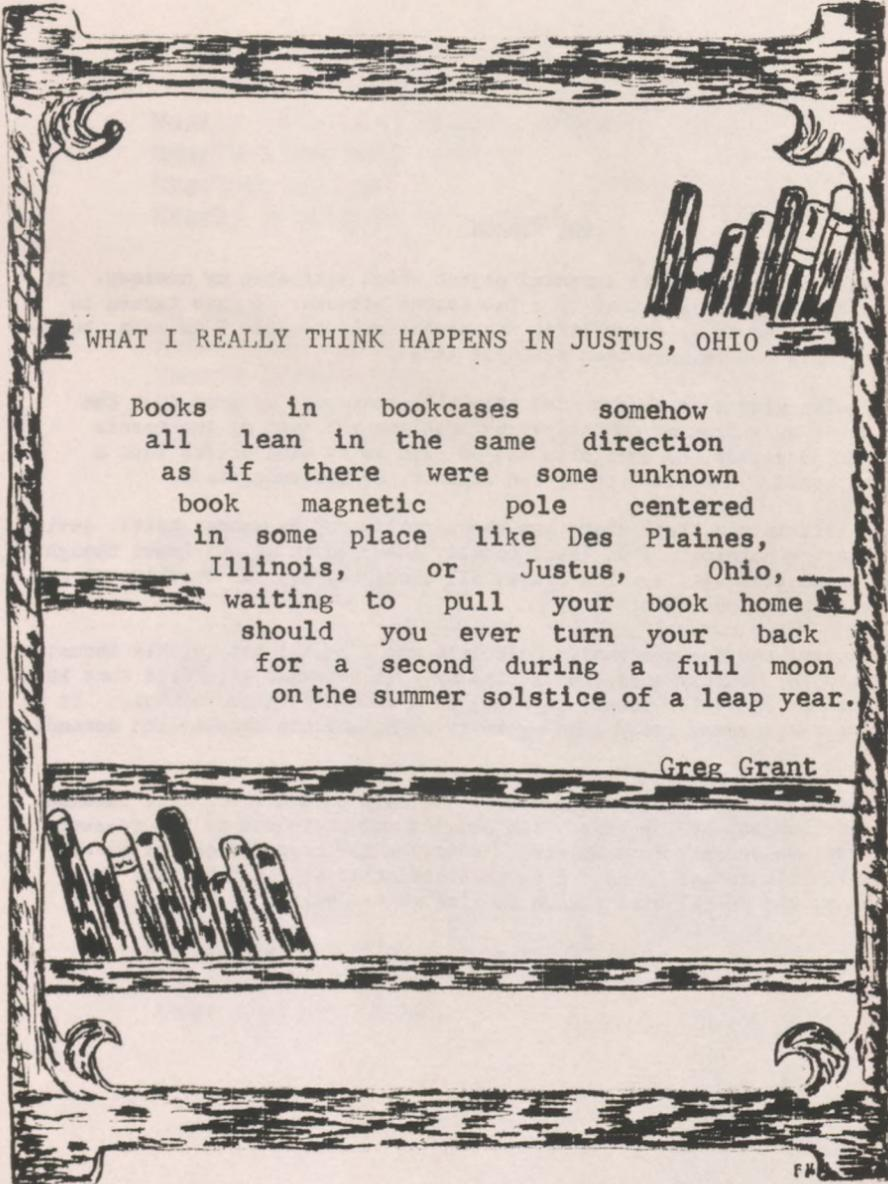 WHAT I REALLY THINK HAPPENS IN JUSTUS, OHIO
Books in bookcases somehow
all lean in the same direction
as if there were some unknown
book magnetic pole centered
in some place like Des Plaines,
Illinois, or Justus, Ohio,
waiting to pull your book home
should you ever turn your back
for a second during a full moon
on the summer solstice of a leap year.
Greg Grant